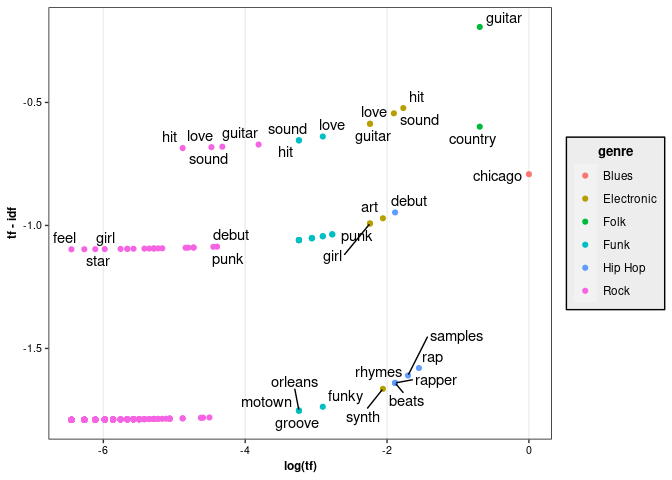 guitar
hit
love
sound
guitar
country
chicago
hit
love
guitar
sound
sound
love
hit
art
debut
punk
girl
feel
girl
star
debut
punk
samples
rap
rhymes
rapper
beats
synth
orleans
motown
funky
groove
-0.5
-1.0
-1.5
tf - idf
-6
-4
-2
0
log(tf)
genre
Blues
Electronic
Folk
Funk
Hip Hop
Rock